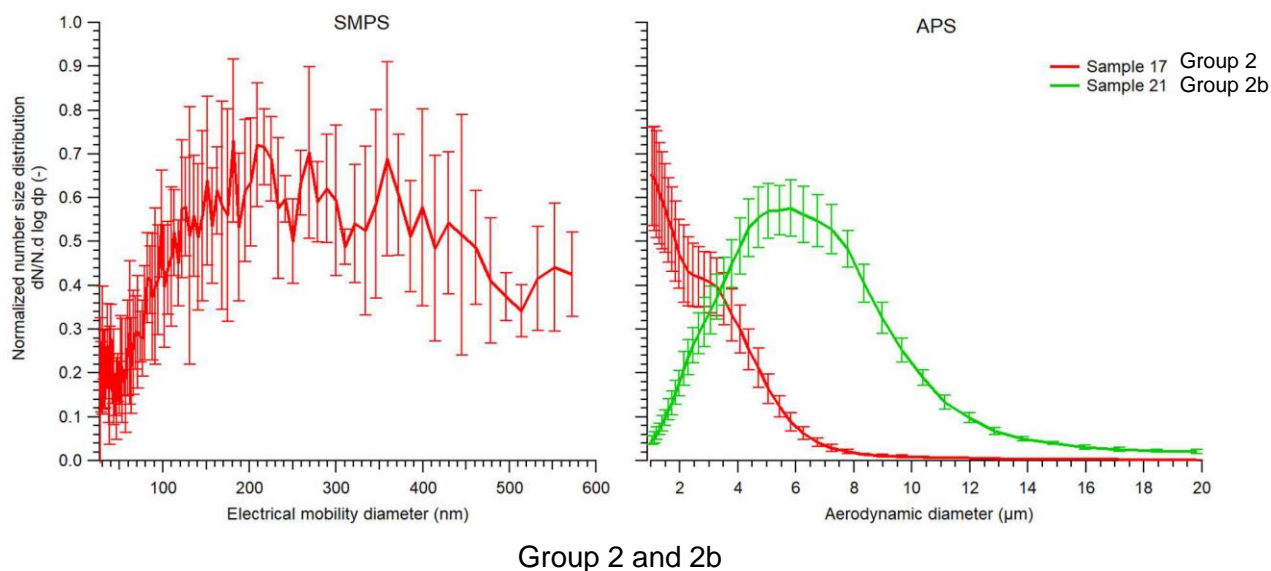 SMPS
APS
1.0
0.9
0.8
0.7
0.6
0.5
0.4
0.3
0.2
0.1
0.0
Normalized number size distribution
dN/N.d log dp (-)
100 200 300 400 500 600
Electrical mobility diameter (nm)
Sample 17 Group 2
Sample 21 Group 2b
2 4 6 8 10 12 14 16 18 20
Aerodynamic diameter (µm)
Group 2 and 2b